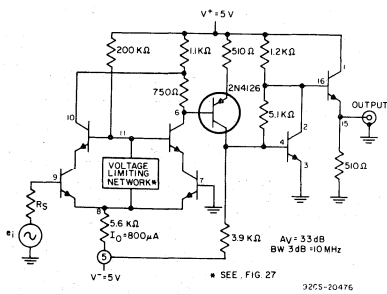 V⁺=5V
200KΩ
1.1KΩ
510Ω
1.2KΩ
750Ω
2N4126
1
16
6
OUTPUT
10
11
5.1KΩ
2
15
VOLTAGE
LIMITING
NETWORK*
4
3
510Ω
9
7
RS
8
ei
5.6KΩ
IO=800μA
3.9KΩ
AV=33dB
BW 3dB=10MHz
5
V⁻=5V
* SEE, FIG. 27
92CS-20476